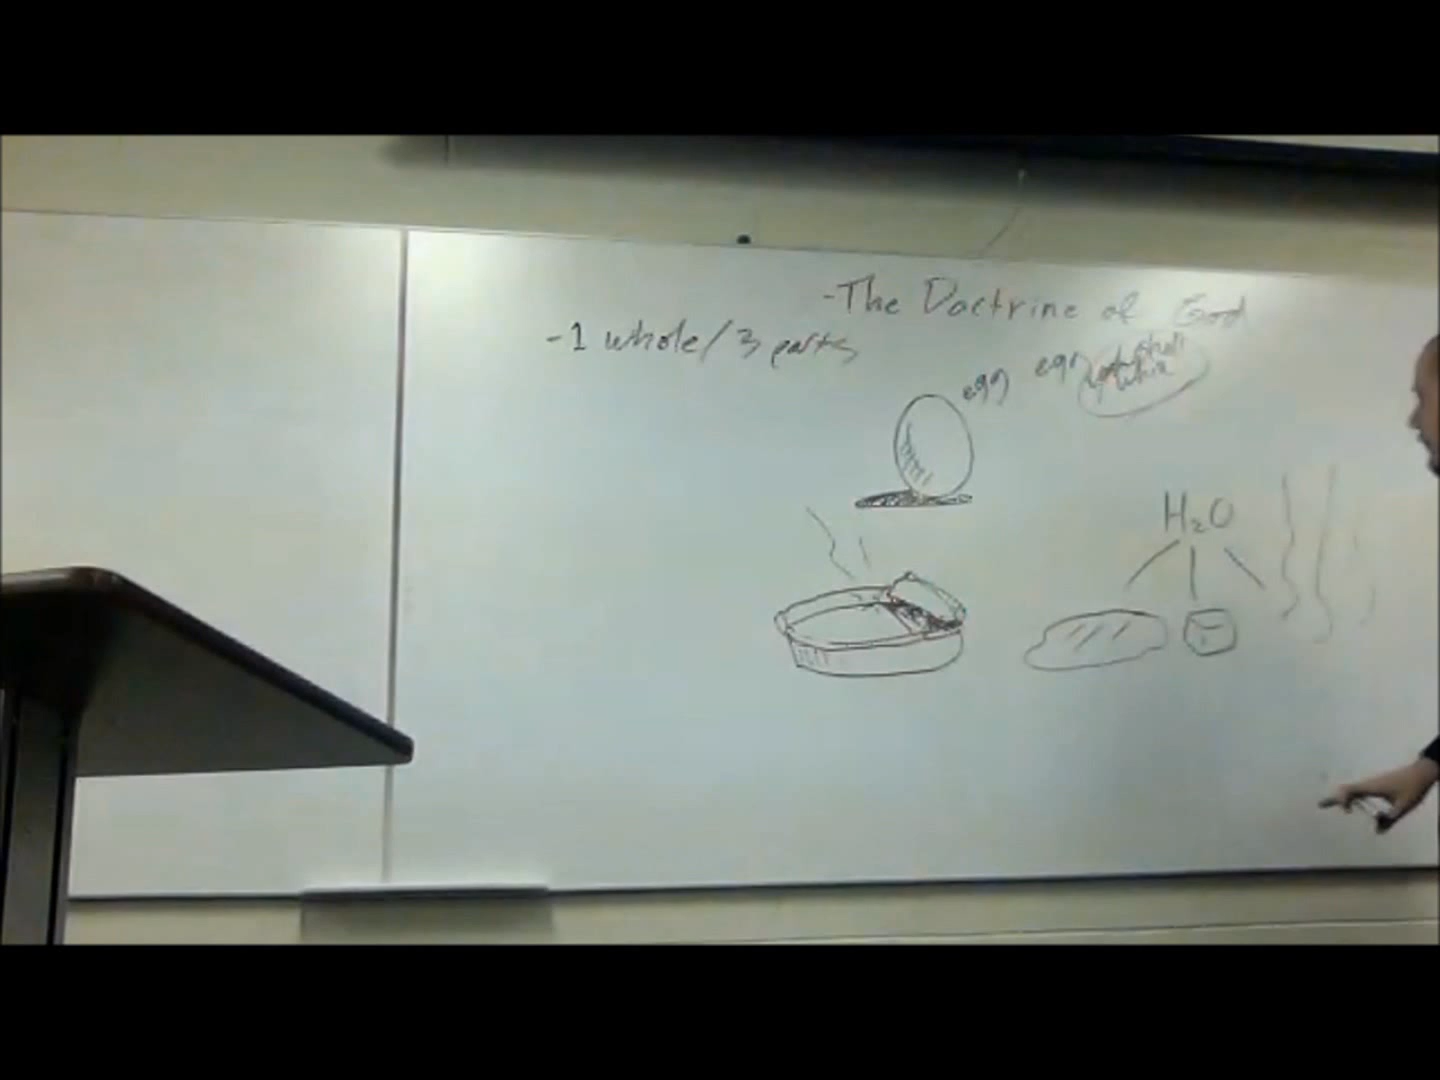 -The Doctrine of God
-1 whole/3 parts
egg egg shell
white
H₂O